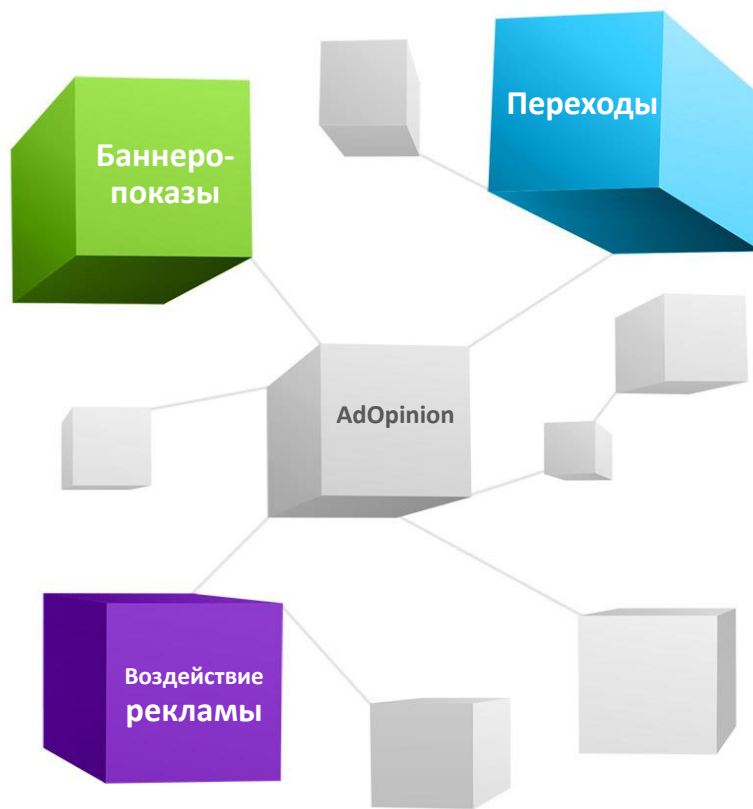 Переходы
Баннеро-
показы
AdOpinion
Воздействие
рекламы